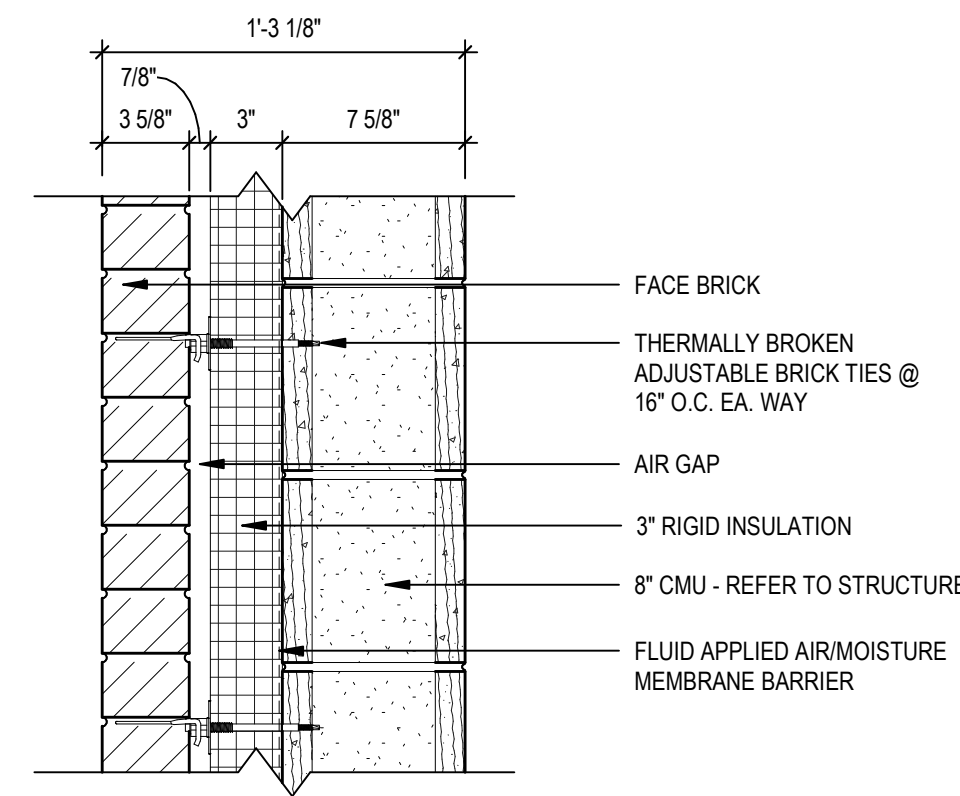 1'-3 1/8"
7/8"
3 5/8"
3"
7 5/8"
FACE BRICK
THERMALLY BROKEN
ADJUSTABLE BRICK TIES @
16" O.C. EA. WAY
AIR GAP
3" RIGID INSULATION
8" CMU - REFER TO STRUCTURE
FLUID APPLIED AIR/MOISTURE
MEMBRANE BARRIER